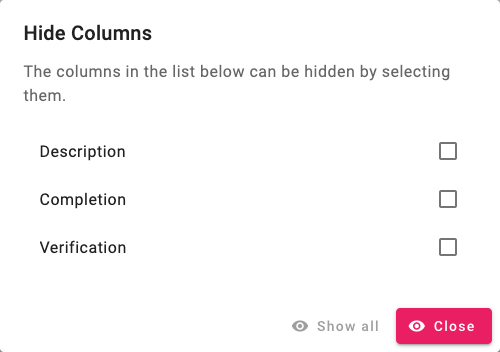 Hide Columns
The columns in the list below can be hidden by selecting
them.
Description
Completion
Verification
Show all
Close